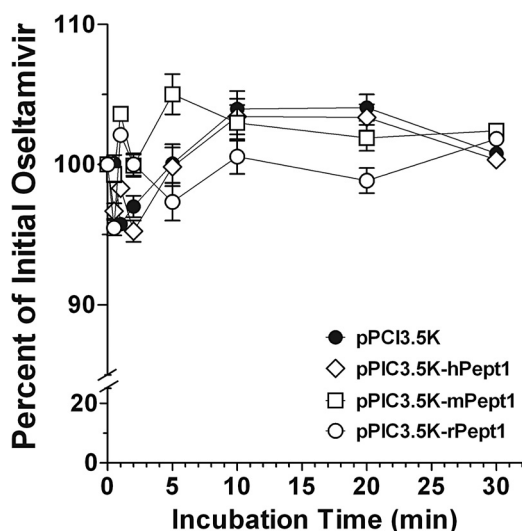 Percent of Initial Oseltamivir
110
100
90
20
0
pPCI3.5K
pPIC3.5K-hPept1
pPIC3.5K-mPept1
pPIC3.5K-rPept1
0 5 10 15 20 25 30
Incubation Time (min)